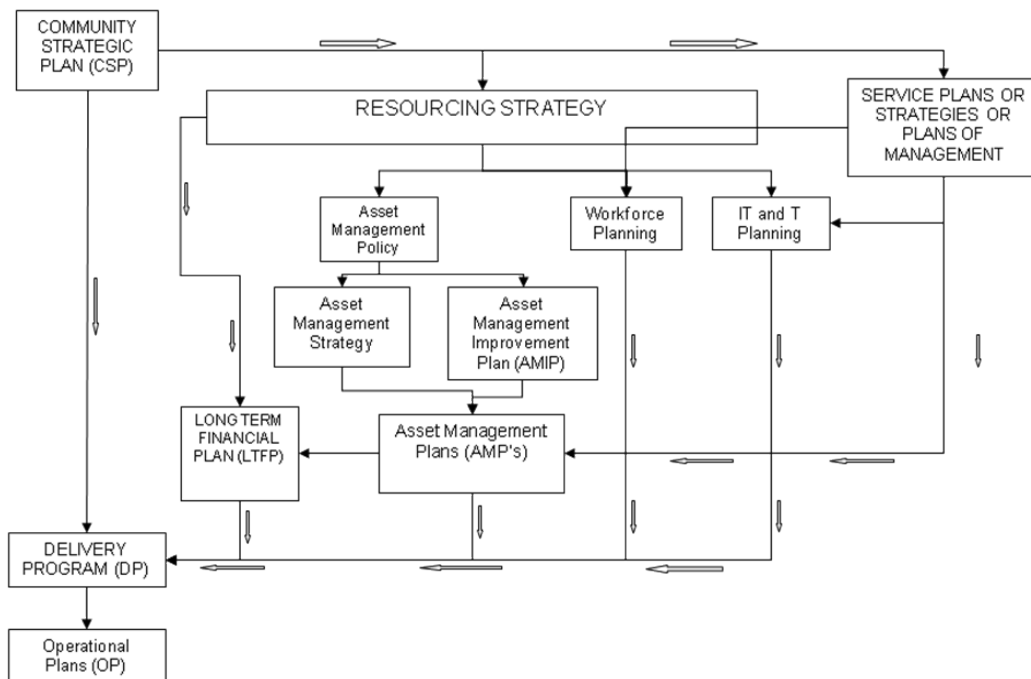 COMMUNITY
STRATEGIC
PLAN (CSP)
RESOURCING STRATEGY
SERVICE PLANS OR
STRATEGIES OR
PLANS OF
MANAGEMENT
Asset
Management
Policy
Workforce
Planning
IT and T
Planning
Asset
Management
Strategy
Asset
Management
Improvement
Plan (AMIP)
LONG TERM
FINANCIAL
PLAN (LTFP)
Asset Management
Plans (AMP's)
DELIVERY
PROGRAM (DP)
Operational
Plans (OP)